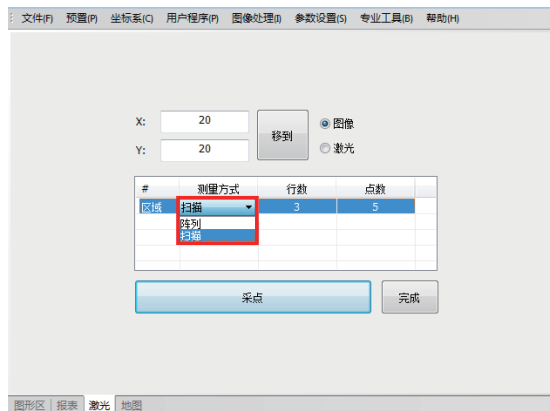 文件(F) 预置(P) 坐标系(C) 用户程序(P) 图像处理(I) 参数设置(S) 专业工具(B) 帮助(H)
X: 20 移到 图像
Y: 20 激光
# 测量方式 行数 点数
区域 扫描 3 5
阵列
扫描
采点 完成
图形区 报表 激光 地图